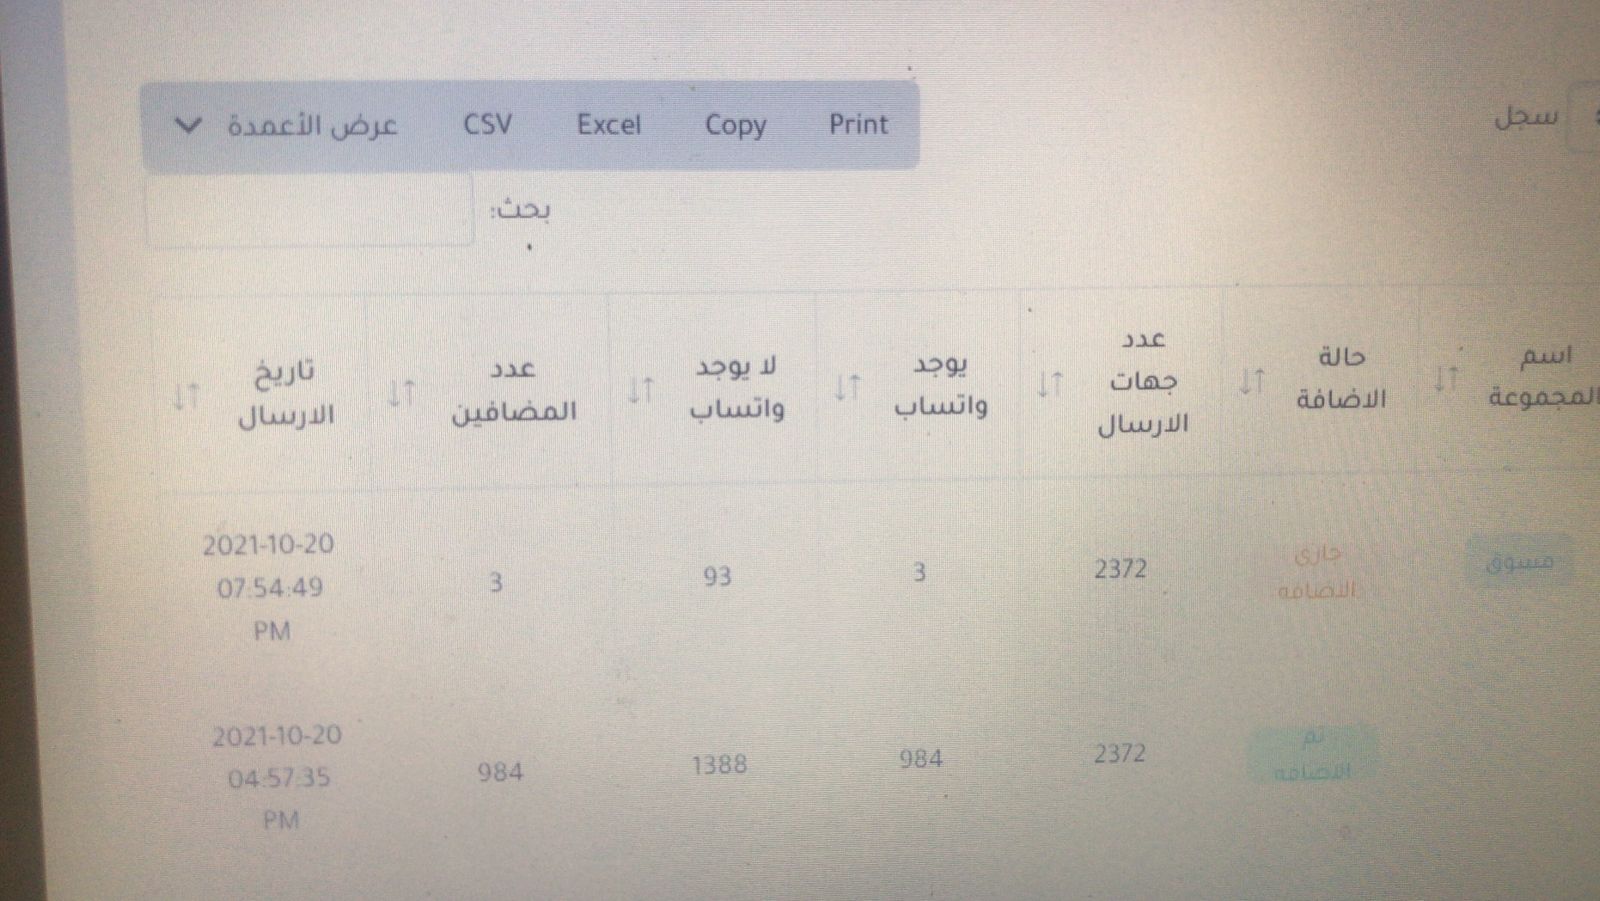 سجل
Print Copy Excel CSV عرض الأعمدة
بحث:
اسم المجموعة
حالة الاضافة
عدد جهات الارسال
يوجد واتساب
لا يوجد واتساب
عدد المضافين
تاريخ الارسال
مسوق
جاري الاضافه
2372
3
93
3
2021-10-20
07:54:49
PM
تم الاضافه
2372
984
1388
984
2021-10-20
04:57:35
PM